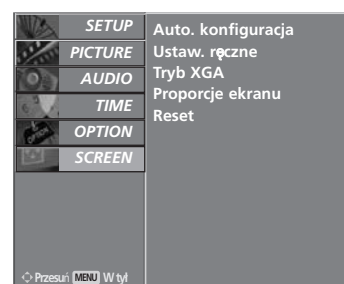 SETUP
PICTURE
AUDIO
TIME
OPTION
SCREEN
Auto. konfiguracja
Ustaw. ręczne
Tryb XGA
Proporcje ekranu
Reset
Przesuń MENU W tył